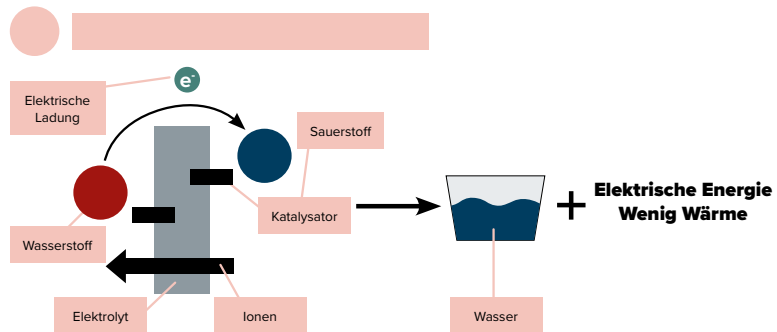 e⁻
Elektrische
Ladung
Sauerstoff
Katalysator
Wasserstoff
Elektrolyt
Ionen
Wasser
+
Elektrische Energie
Wenig Wärme